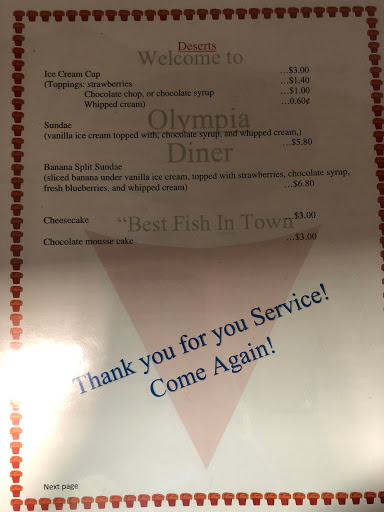 Deserts
Welcome to
Ice Cream Cup ...$3.00
(Toppings: strawberries ...$1.40
Chocolate chop, or chocolate syrup ...$1.00
Whipped cream) ...0.60¢
Olympia
Sundae
(vanilla ice cream topped with, chocolate syrup, and whipped cream,)
...$5.80
Diner
Banana Split Sundae
(sliced banana under vanilla ice cream, topped with strawberries, chocolate syrup,
fresh blueberries, and whipped cream) ...$6.80
Cheesecake ...$3.00
"Best Fish In Town
Chocolate mousse cake ...$3.00
Thank you for you Service!
Come Again!
Next page